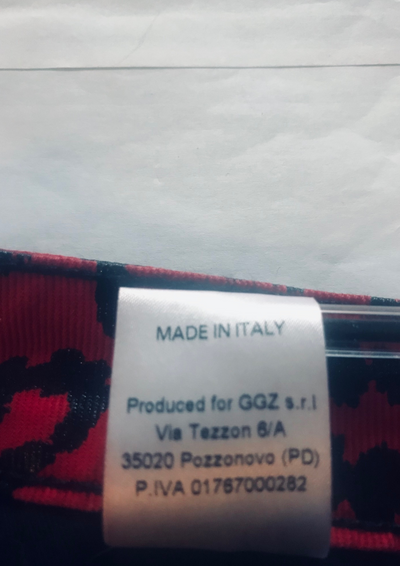 MADE IN ITALY
Produced for GGZ s.r.l
Via Tezzon 6/A
35020 Pozzonovo (PD)
P.IVA 01767000282